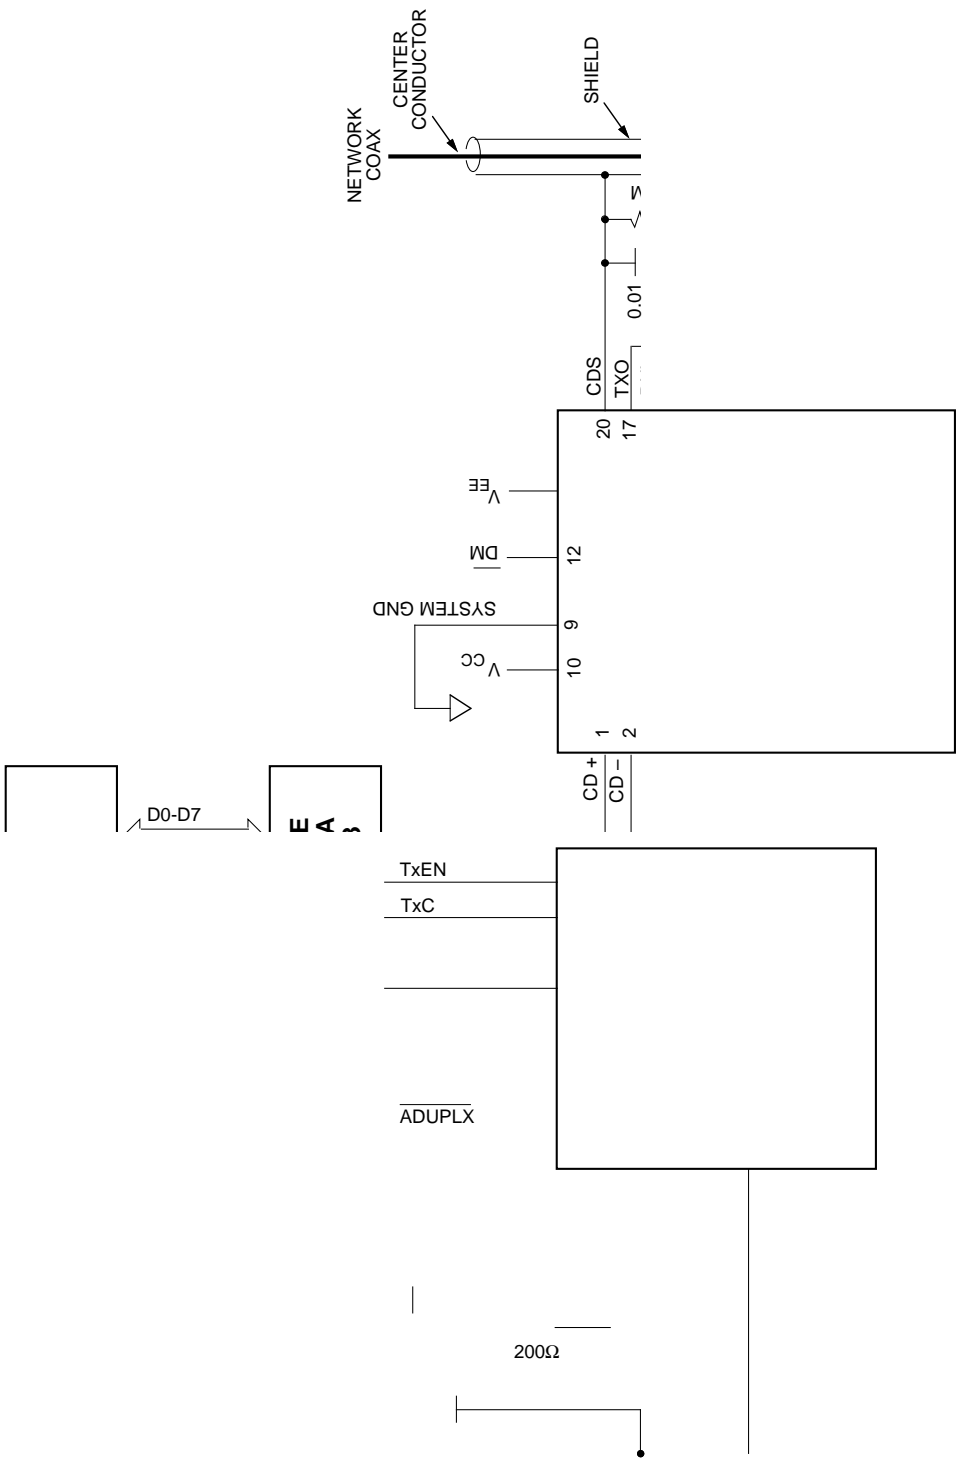 CENTER
CONDUCTOR
SHIELD
NETWORK
COAX
0.01
CDS
TXO
20
17
VEE
DM
12
SYSTEM GND
9
VCC
10
1
2
CD +
CD –
D0-D7
E
A
TxEN
TxC
ADUPLX
200Ω